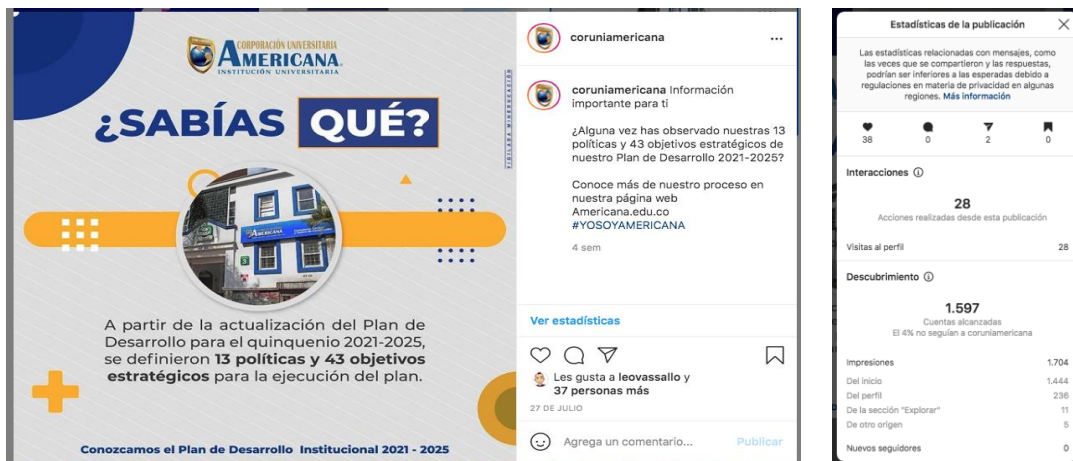 CORPORACIÓN UNIVERSITARIA
AMERICANA
INSTITUCIÓN UNIVERSITARIA
VIGILADA MINEDUCACIÓN
¿SABÍAS QUÉ?
AMERICANA
A partir de la actualización del Plan de
Desarrollo para el quinquenio 2021-2025,
se definieron 13 políticas y 43 objetivos
estratégicos para la ejecución del plan.
Conozcamos el Plan de Desarrollo Institucional 2021 - 2025
coruniamericana
coruniamericana Información
importante para ti
¿Alguna vez has observado nuestras 13
políticas y 43 objetivos estratégicos de
nuestro Plan de Desarrollo 2021-2025?
Conoce más de nuestro proceso en
nuestra página web
Americana.edu.co
#YOSOYAMERICANA
4 sem
Ver estadísticas
Les gusta a leovassallo y
37 personas más
27 DE JULIO
Agrega un comentario...
Publicar
Estadísticas de la publicación
Las estadísticas relacionadas con mensajes, como
las veces que se compartieron y las respuestas,
podrían ser inferiores a las esperadas debido a
regulaciones en materia de privacidad en algunas
regiones. Más información
38 0 2 0
Interacciones
28
Acciones realizadas desde esta publicación
Visitas al perfil 28
Descubrimiento
1.597
Cuentas alcanzadas
El 4% no seguían a coruniamericana
Impresiones 1.704
Del inicio 1.444
Del perfil 236
De la sección "Explorar" 11
De otro origen 5
Nuevos seguidores 0